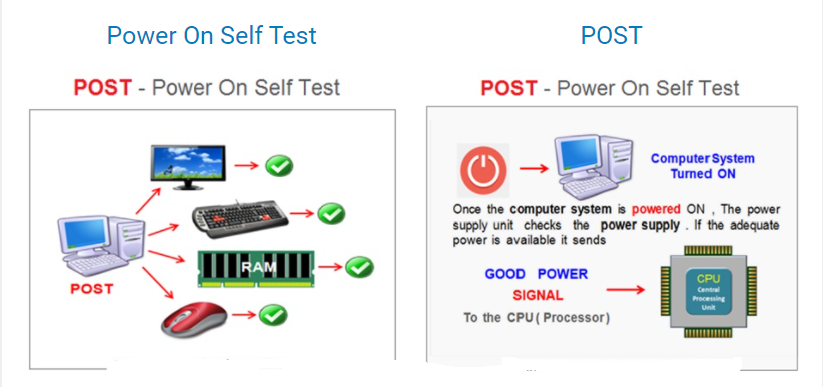 Power On Self Test
POST - Power On Self Test
RAM
POST
POST
POST - Power On Self Test
Computer System
Turned ON
Once the computer system is powered ON , The power
supply unit checks the power supply . If the adequate
power is available it sends
GOOD POWER
SIGNAL
To the CPU ( Processor)
CPU
Central
Processing
Unit